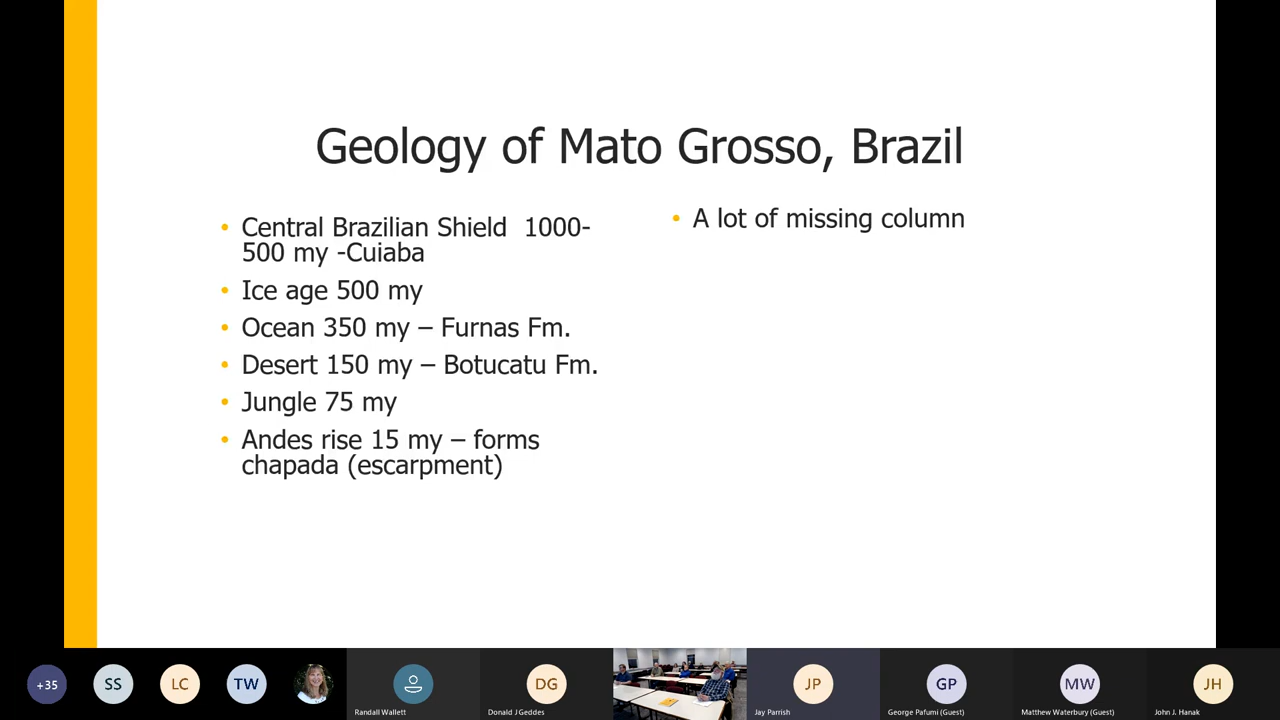 Geology of Mato Grosso, Brazil
• Central Brazilian Shield  1000-
500 my -Cuiaba
• Ice age 500 my
• Ocean 350 my – Furnas Fm.
• Desert 150 my – Botucatu Fm.
• Jungle 75 my
• Andes rise 15 my – forms
chapada (escarpment)
• A lot of missing column
+35
SS
LC
TW
Randall Wallett
DG
Donald J Geddes
JP
Jay Parrish
GP
George Pafumi (Guest)
MW
Matthew Waterbury (Guest)
JH
John J. Hanak